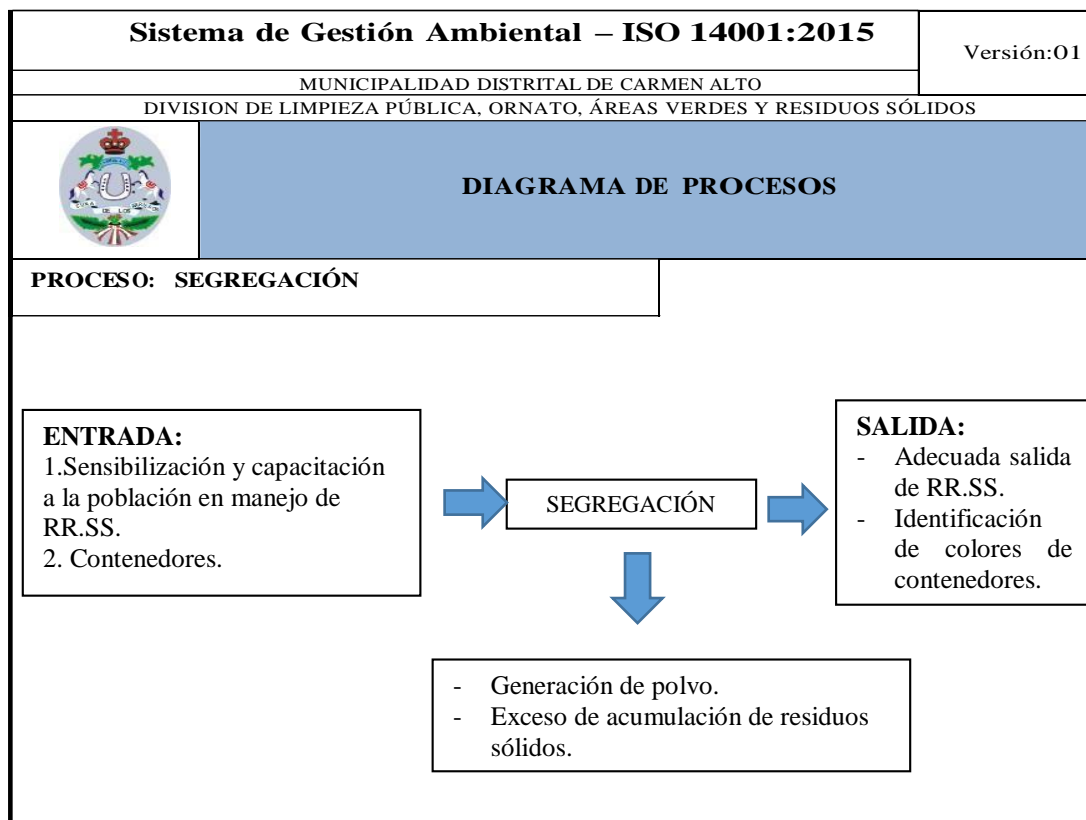 Sistema de Gestión Ambiental – ISO 14001:2015
Versión:01
MUNICIPALIDAD DISTRITAL DE CARMEN ALTO
DIVISION DE LIMPIEZA PÚBLICA, ORNATO, ÁREAS VERDES Y RESIDUOS SÓLIDOS
DIAGRAMA DE PROCESOS
PROCESO: SEGREGACIÓN
ENTRADA:
1.Sensibilización y capacitación
a la población en manejo de
RR.SS.
2. Contenedores.
SEGREGACIÓN
SALIDA:
- Adecuada salida
de RR.SS.
- Identificación
de colores de
contenedores.
- Generación de polvo.
- Exceso de acumulación de residuos
sólidos.